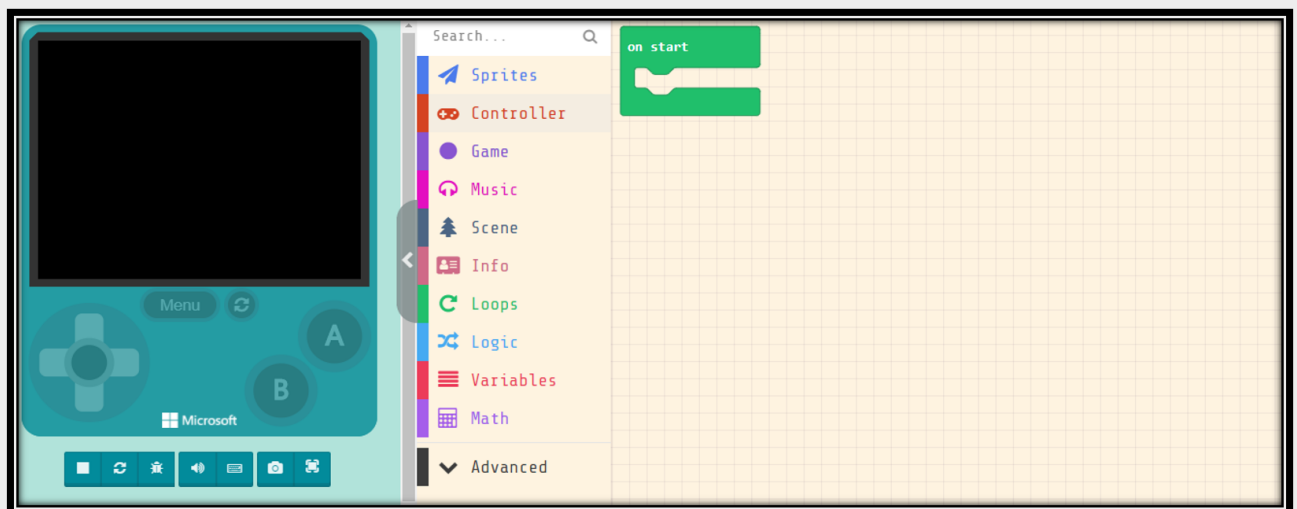 Search...
Sprites
Controller
Game
Music
Scene
Info
Loops
Logic
Variables
Math
Advanced
on start
Menu
A
B
Microsoft